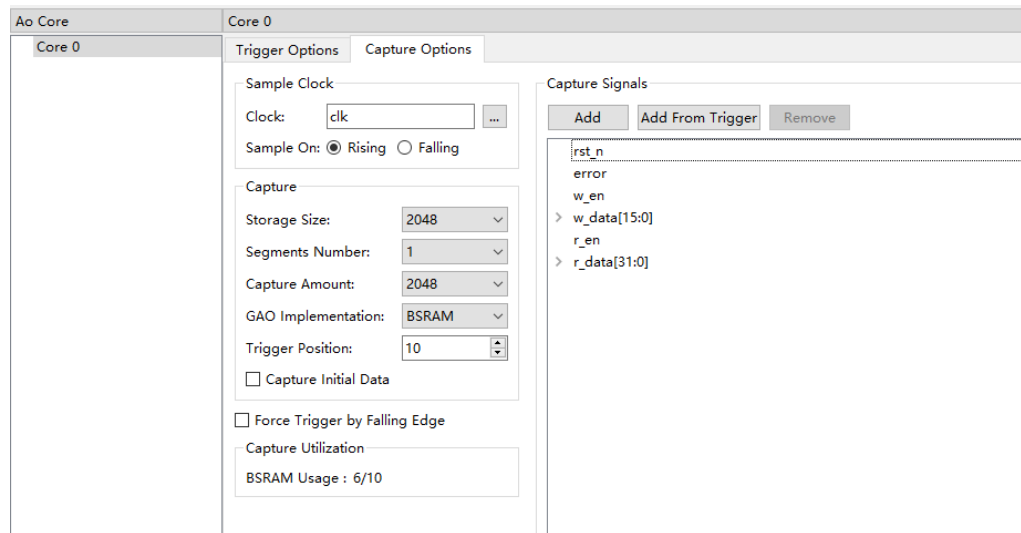 Ao Core
Core 0
Core 0
Trigger Options
Capture Options
Sample Clock
Clock:
clk
...
Sample On:
Rising
Falling
Capture
Storage Size:
2048
Segments Number:
1
Capture Amount:
2048
GAO Implementation:
BSRAM
Trigger Position:
10
Capture Initial Data
Force Trigger by Falling Edge
Capture Utilization
BSRAM Usage : 6/10
Capture Signals
Add
Add From Trigger
Remove
rst_n
error
w_en
w_data[15:0]
r_en
r_data[31:0]